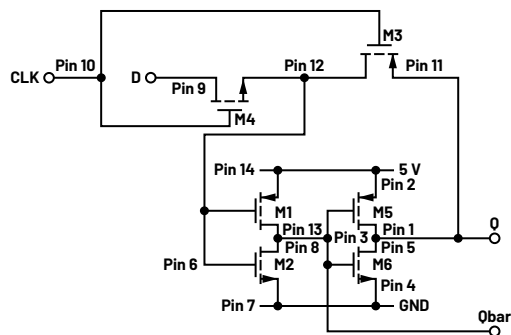 M3
Pin 10
Pin 12
Pin 11
CLK
D
Pin 9
M4
Pin 14
5 V
Pin 2
M1
M5
Pin 13
Pin 3
Pin 1
Q
Pin 8
Pin 5
Pin 6
M2
M6
Pin 4
Pin 7
GND
Qbar